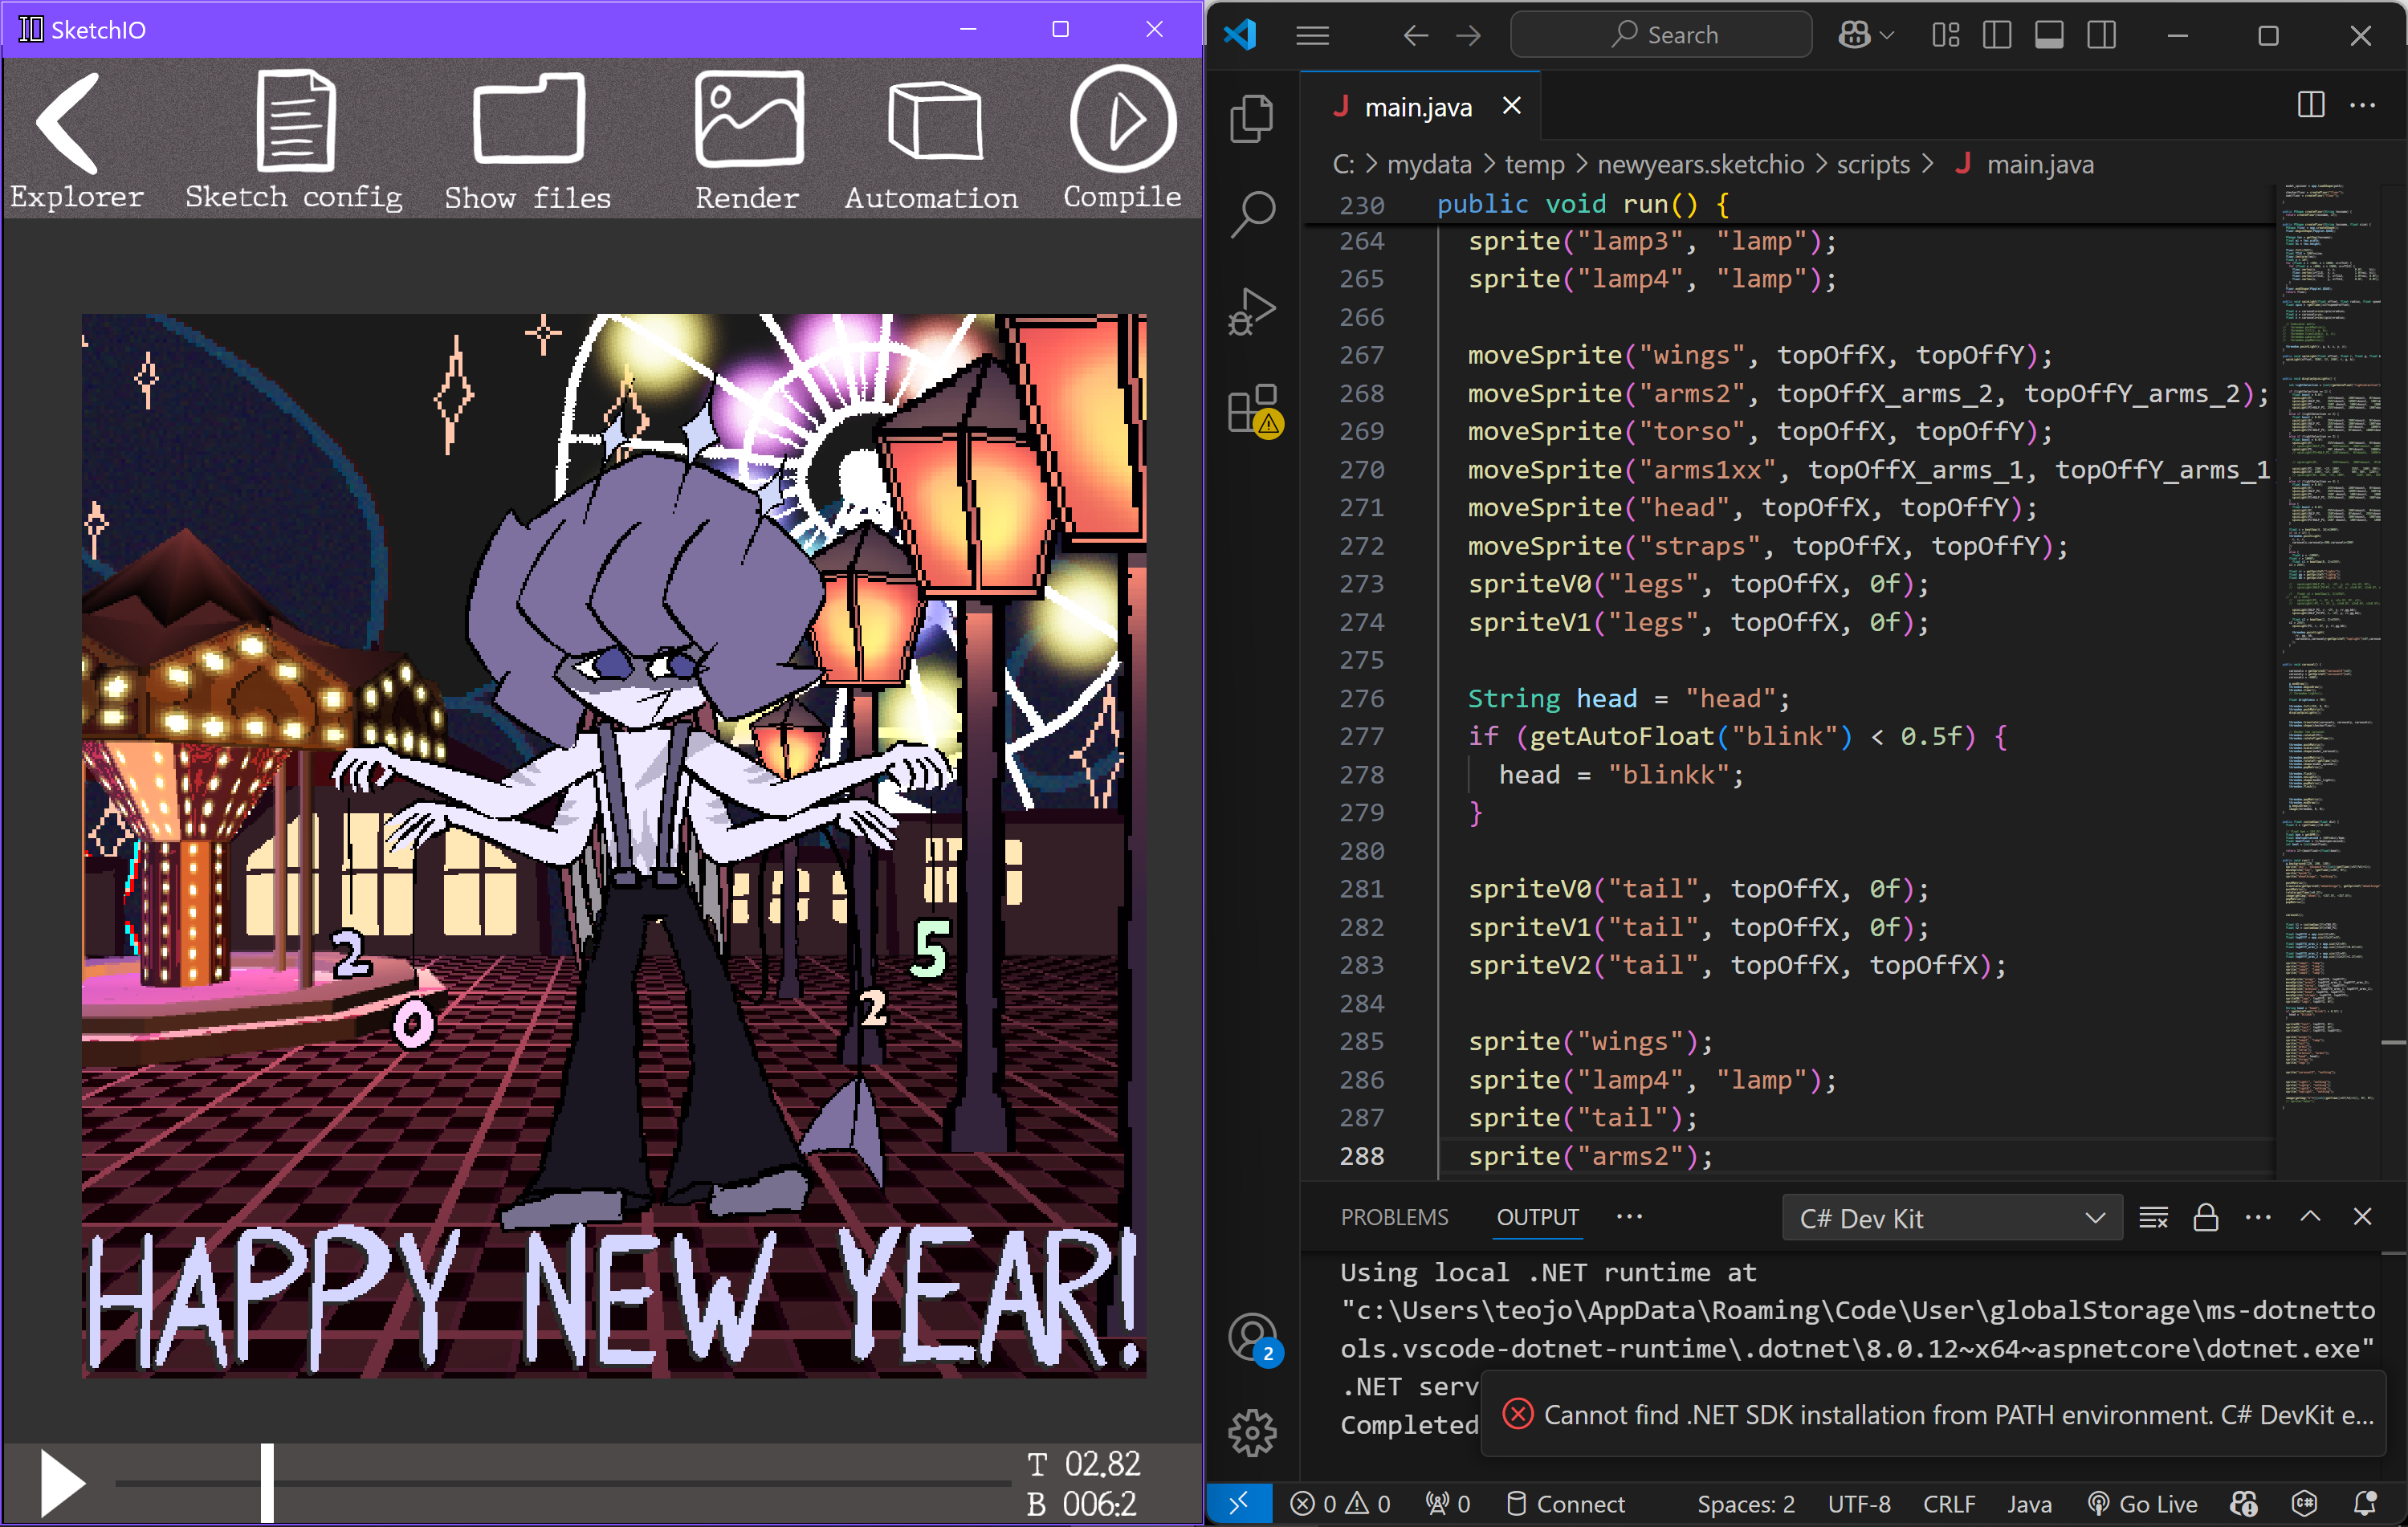 SketchIO
Explorer
Sketch config
Show files
Render
Automation
Compile
2
0
2
5
HAPPY NEW YEAR!
T 02.82
B 006:2
Search
main.java
C: > mydata > temp > newyears.sketchio > scripts > main.java
230 public void run() {
264 sprite("lamp3", "lamp");
265 sprite("lamp4", "lamp");
266
267 moveSprite("wings", topOffX, topOffY);
268 moveSprite("arms2", topOffX_arms_2, topOffY_arms_2);
269 moveSprite("torso", topOffX, topOffY);
270 moveSprite("arms1xx", topOffX_arms_1, topOffY_arms_1
271 moveSprite("head", topOffX, topOffY);
272 moveSprite("straps", topOffX, topOffY);
273 spriteV0("legs", topOffX, 0f);
274 spriteV1("legs", topOffX, 0f);
275
276 String head = "head";
277 if (getAutoFloat("blink") < 0.5f) {
278 head = "blinkk";
279 }
280
281 spriteV0("tail", topOffX, 0f);
282 spriteV1("tail", topOffX, 0f);
283 spriteV2("tail", topOffX, topOffX);
284
285 sprite("wings");
286 sprite("lamp4", "lamp");
287 sprite("tail");
288 sprite("arms2");
PROBLEMS OUTPUT ··· C# Dev Kit
Using local .NET runtime at
"c:\Users\teojo\AppData\Roaming\Code\User\globalStorage\ms-dotnetto
ols.vscode-dotnet-runtime\.dotnet\8.0.12~x64~aspnetcore\dotnet.exe"
.NET serv
Completed
Cannot find .NET SDK installation from PATH environment. C# DevKit e...
2
0 0 0 Connect Spaces: 2 UTF-8 CRLF Java Go Live